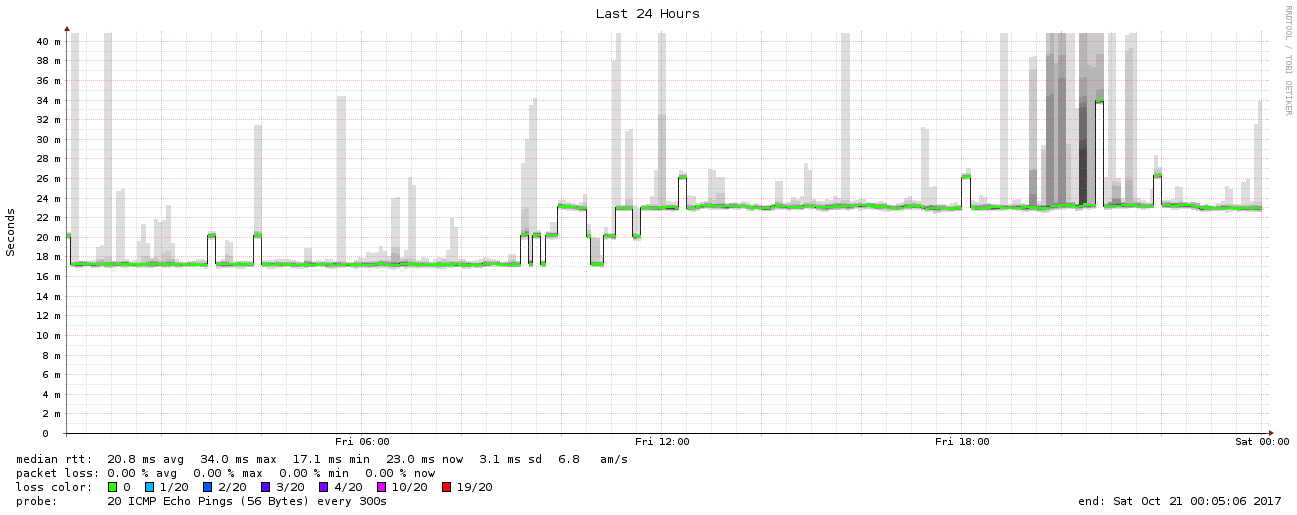 Last 24 Hours
RRDTOOL / TOBI OETIKER
Seconds
40 m
38 m
36 m
34 m
32 m
30 m
28 m
26 m
24 m
22 m
20 m
18 m
16 m
14 m
12 m
10 m
8 m
6 m
4 m
2 m
0
Fri 06:00 Fri 12:00 Fri 18:00 Sat 00:00
median rtt: 20.8 ms avg 34.0 ms max 17.1 ms min 23.0 ms now 3.1 ms sd 6.8 am/s
packet loss: 0.00 % avg 0.00 % max 0.00 % min 0.00 % now
loss color: 0 1/20 2/20 3/20 4/20 10/20 19/20
probe: 20 ICMP Echo Pings (56 Bytes) every 300s end: Sat Oct 21 00:05:06 2017